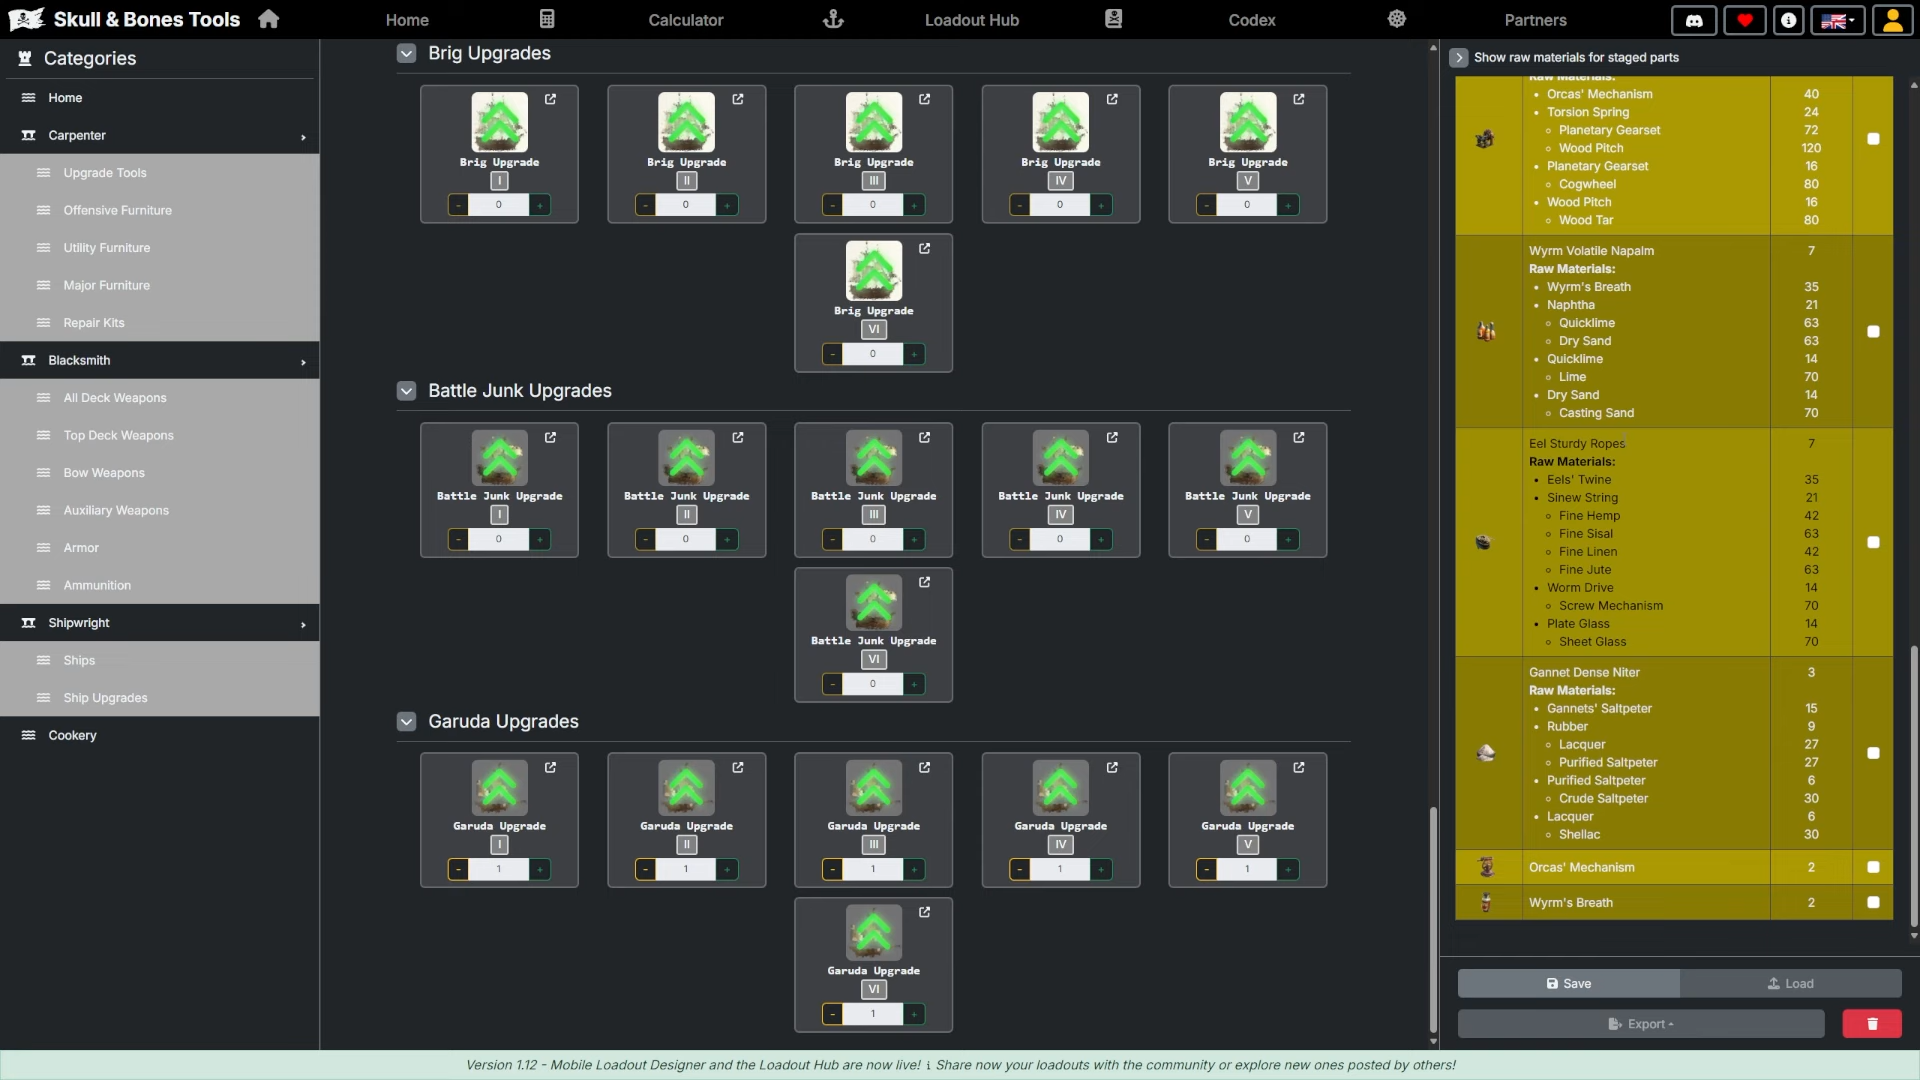 Skull & Bones Tools
Home
Calculator
Loadout Hub
Codex
Partners
Categories
Home
Carpenter
Upgrade Tools
Offensive Furniture
Utility Furniture
Major Furniture
Repair Kits
Blacksmith
All Deck Weapons
Top Deck Weapons
Bow Weapons
Auxiliary Weapons
Armor
Ammunition
Shipwright
Ships
Ship Upgrades
Cookery
Brig Upgrades
Brig Upgrade
I
- 0 +
Brig Upgrade
II
- 0 +
Brig Upgrade
III
- 0 +
Brig Upgrade
IV
- 0 +
Brig Upgrade
V
- 0 +
Brig Upgrade
VI
- 0 +
Battle Junk Upgrades
Battle Junk Upgrade
I
- 0 +
Battle Junk Upgrade
II
- 0 +
Battle Junk Upgrade
III
- 0 +
Battle Junk Upgrade
IV
- 0 +
Battle Junk Upgrade
V
- 0 +
Battle Junk Upgrade
VI
- 0 +
Garuda Upgrades
Garuda Upgrade
I
- 1 +
Garuda Upgrade
II
- 1 +
Garuda Upgrade
III
- 1 +
Garuda Upgrade
IV
- 1 +
Garuda Upgrade
V
- 1 +
Garuda Upgrade
VI
- 1 +
Show raw materials for staged parts
Raw Materials:
Orcas' Mechanism 40
Torsion Spring 24
Planetary Gearset 72
Wood Pitch 120
Planetary Gearset 16
Cogwheel 80
Wood Pitch 16
Wood Tar 80
Wyrm Volatile Napalm 7
Raw Materials:
Wyrm's Breath 35
Naphtha 21
Quicklime 63
Dry Sand 63
Quicklime 14
Lime 70
Dry Sand 14
Casting Sand 70
Eel Sturdy Ropes 7
Raw Materials:
Eels' Twine 35
Sinew String 21
Fine Hemp 42
Fine Sisal 63
Fine Linen 42
Fine Jute 63
Worm Drive 14
Screw Mechanism 70
Plate Glass 14
Sheet Glass 70
Gannet Dense Niter 3
Raw Materials:
Gannets' Saltpeter 15
Rubber 9
Lacquer 27
Purified Saltpeter 27
Purified Saltpeter 6
Crude Saltpeter 30
Lacquer 6
Shellac 30
Orcas' Mechanism 2
Wyrm's Breath 2
Save
Load
Export
Version 1.12 - Mobile Loadout Designer and the Loadout Hub are now live! i Share now your loadouts with the community or explore new ones posted by others!